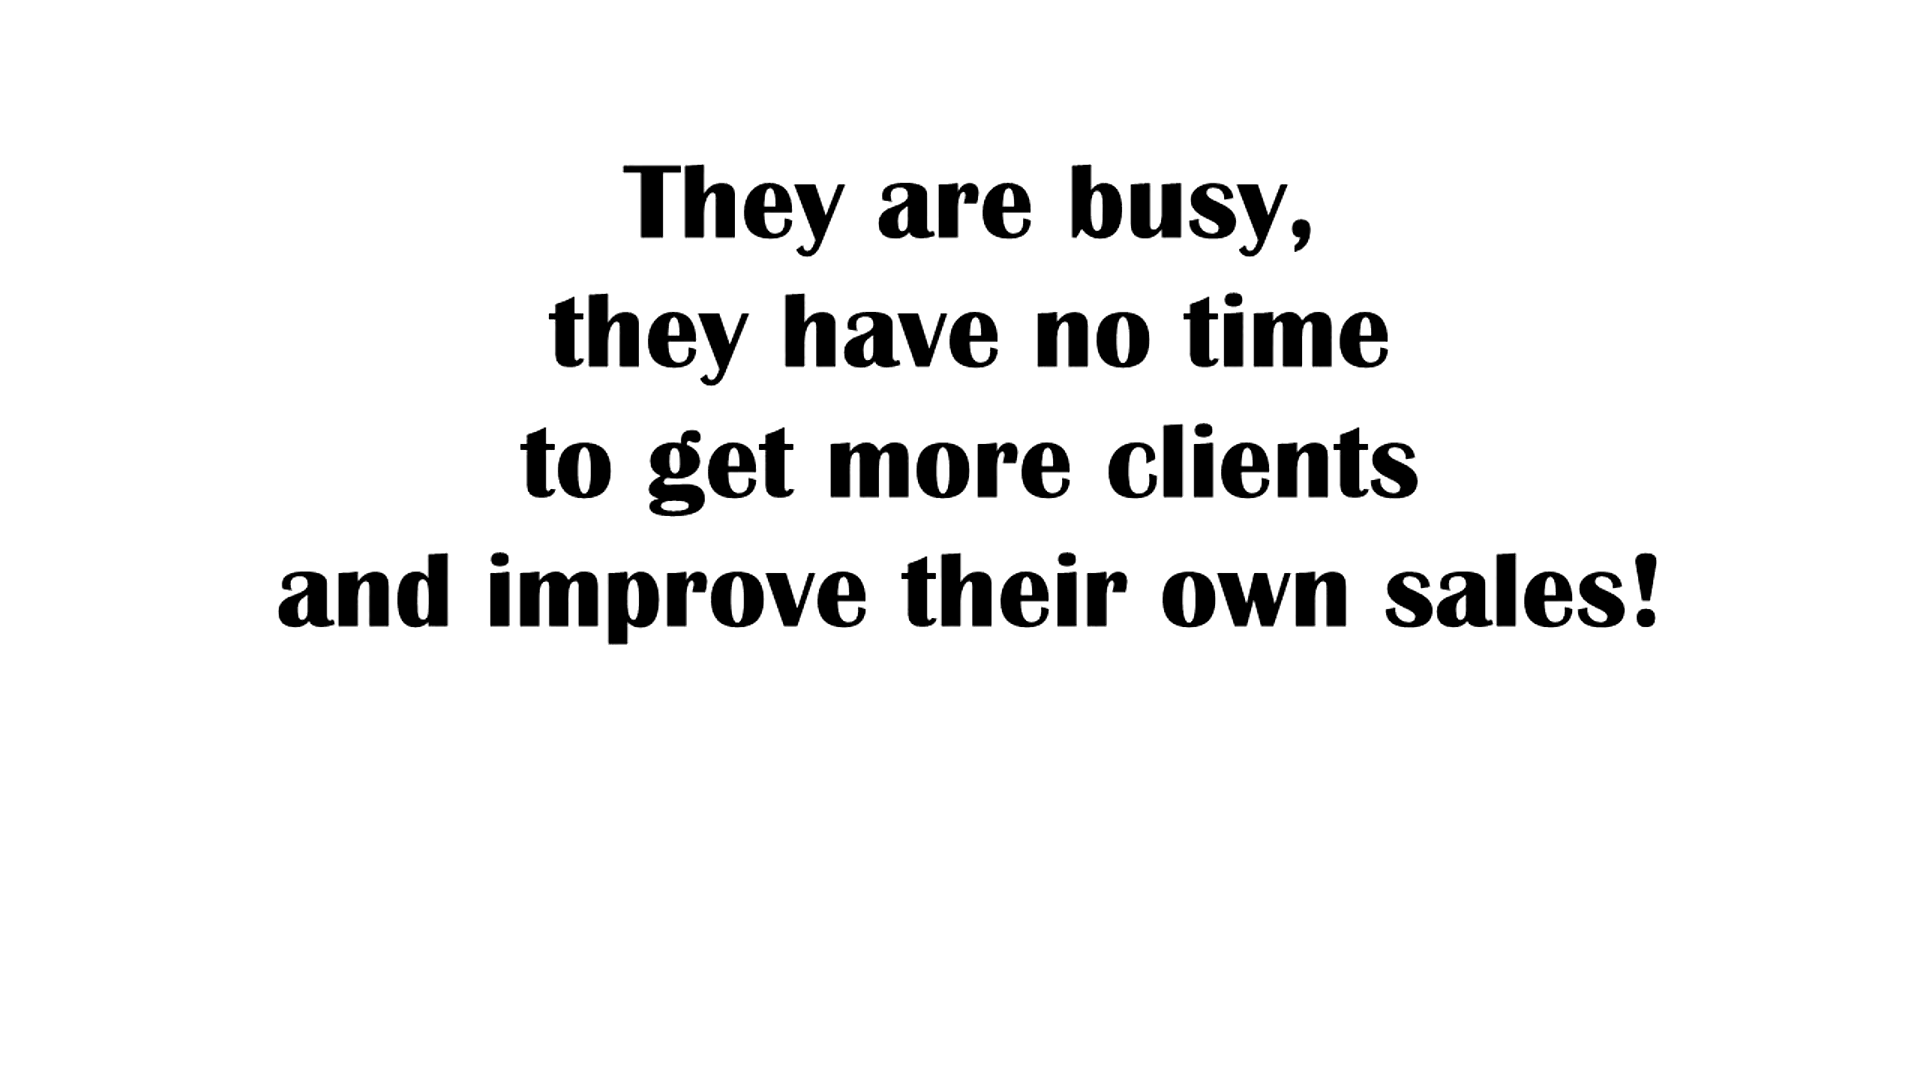 They are busy,
they have no time
to get more clients
and improve their own sales!